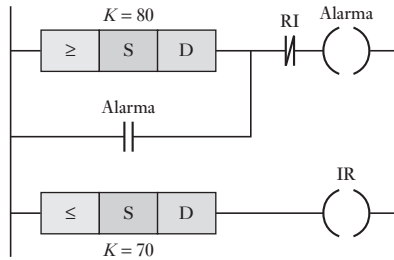 K = 80
RI
Alarma
≥ S D
Alarma
IR
≤ S D
K = 70